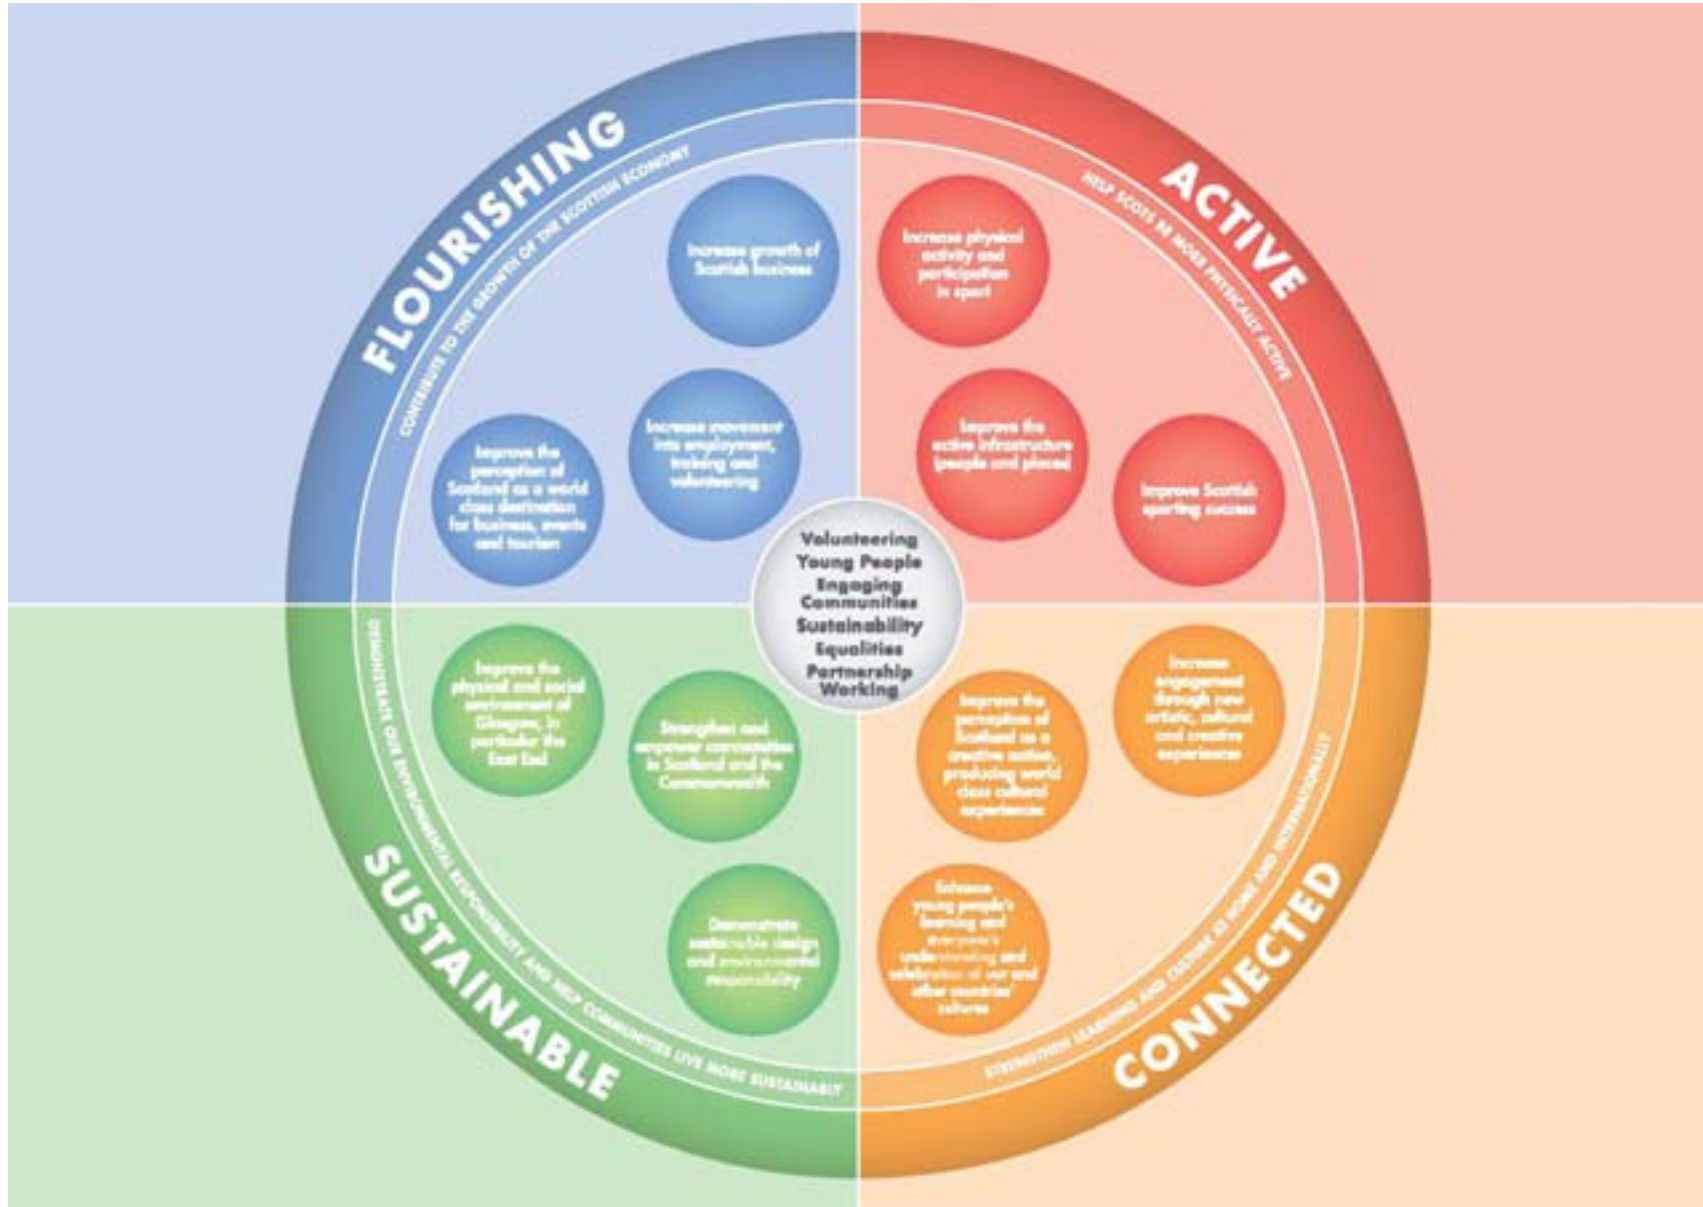 FLOURISHING
CONTRIBUTE TO THE GROWTH OF THE SCOTTISH ECONOMY
Increase growth of
Scottish business
Increase movement
into employment,
training and
volunteering
Improve the
perception of
Scotland as a world
class destination
for business, events
and tourism
ACTIVE
HELP SCOTS BE MORE PHYSICALLY ACTIVE
Increase physical
activity and
participation
in sport
Improve the
active infrastructure
(people and places)
Improve Scottish
sporting success
Volunteering
Young People
Engaging
Communities
Sustainability
Equalities
Partnership
Working
Improve the
physical and social
environment of
Glasgow, in
particular the
East End
Strengthen and
empower communities
in Scotland and the
Commonwealth
Demonstrate
sustainable design
and environmental
responsibility
SUSTAINABLE
DEMONSTRATE OUR ENVIRONMENTAL RESPONSIBILITY AND HELP COMMUNITIES LIVE MORE SUSTAINABLY
Improve the
perception of
Scotland as a
creative nation,
producing world
class cultural
experiences
Increase
engagement
through new
artistic, cultural
and creative
experiences
Enhance
young people's
learning and
everyone's
understanding and
celebration of our and
other countries'
cultures
CONNECTED
STRENGTHEN LEARNING AND CULTURE AT HOME AND INTERNATIONALLY